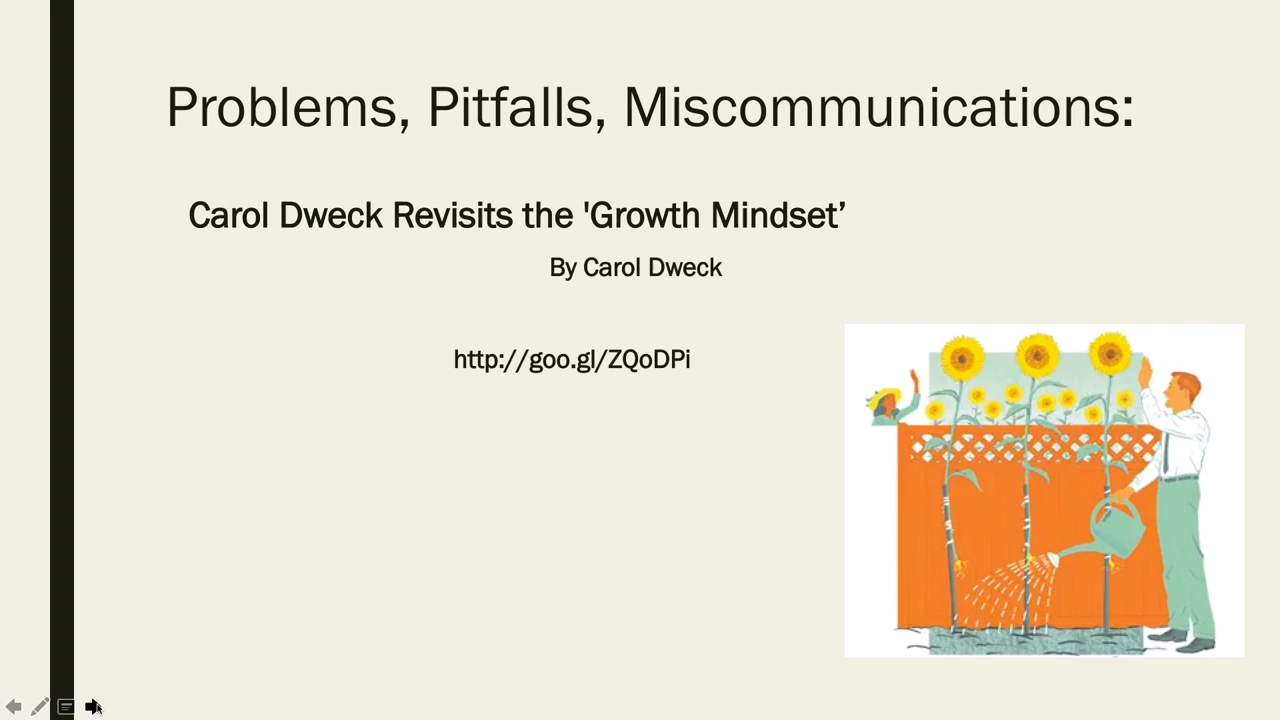 Problems, Pitfalls, Miscommunications:
Carol Dweck Revisits the 'Growth Mindset’
By Carol Dweck
http://goo.gl/ZQoDPi